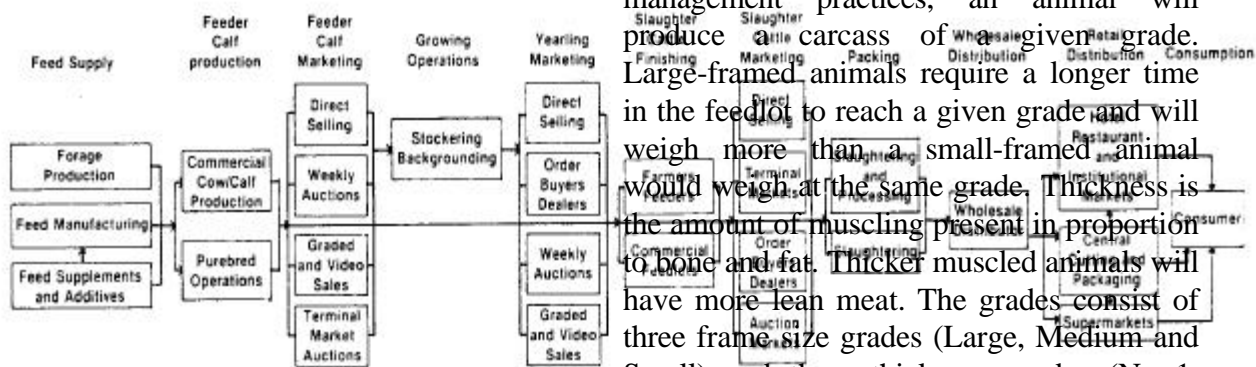 Feed Supply
Forage
Production
Feed Manufacturing
Feed Supplements
and Additives
Feeder
Calf
production
Commercial
Cow/Calf
Production
Purebred
Operations
Feeder
Calf
Marketing
Direct
Selling
Weekly
Auctions
Graded
and Video
Sales
Terminal
Market
Auctions
Growing
Operations
Stockering
Backgrounding
Yearling
Marketing
Direct
Selling
Order
Buyers
Dealers
Weekly
Auctions
Graded
and Video
Sales
Slaughter
Finishing
Farmers
Feeders
Commercial
Slaughter
Cattle
Marketing
Direct
Selling
Terminal
Markets
Order
Buyers
Dealers
Auction
Markets
Packing
Slaughtering
and
Processing
Slaughtering
Wholesale
Distribution
Wholesale
Retail
Distribution
Restaurant
and
Institutional
Markets
Central
Cutting and
Packaging
Supermarkets
Consumption
Consumer
management practices, an animal will
produce a carcass of a given grade.
Large-framed animals require a longer time
in the feedlot to reach a given grade and will
weigh more than a small-framed animal
would weigh at the same grade. Thickness is
the amount of muscling present in proportion
to bone and fat. Thicker muscled animals will
have more lean meat. The grades consist of
three frame size grades (Large, Medium and